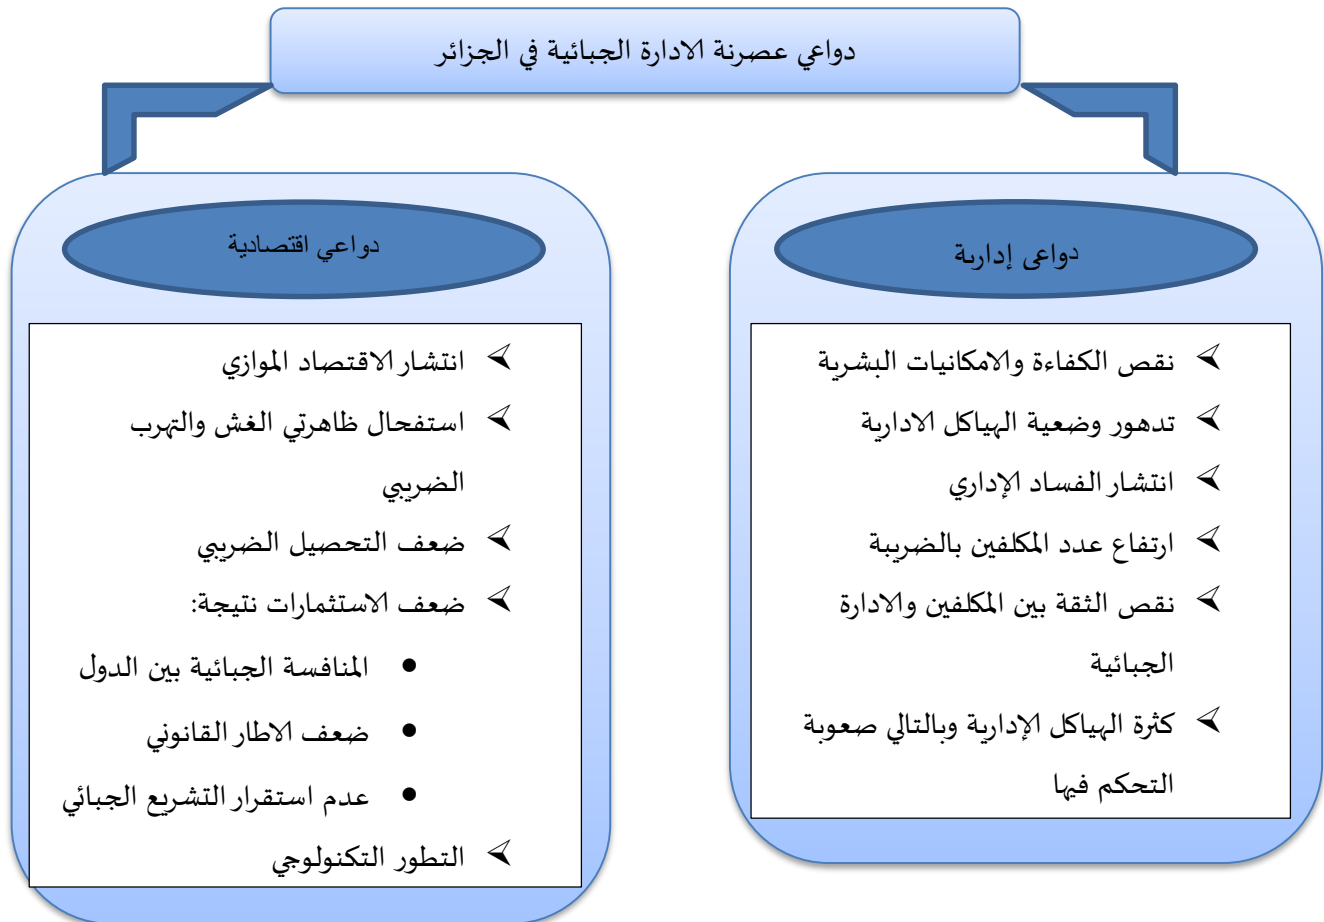 دواعي عصرنة الادارة الجبائية في الجزائر
دواعي إدارية
➢ نقص الكفاءة والامكانيات البشرية
➢ تدهور وضعية الهياكل الادارية
➢ انتشار الفساد الإداري
➢ ارتفاع عدد المكلفين بالضريبة
➢ نقص الثقة بين المكلفين والادارة
الجبائية
➢ كثرة الهياكل الإدارية وبالتالي صعوبة
التحكم فيها
دواعي اقتصادية
➢ انتشار الاقتصاد الموازي
➢ استفحال ظاهرتي الغش والتهرب
الضريبي
➢ ضعف التحصيل الضريبي
➢ ضعف الاستثمارات نتيجة:
• المنافسة الجبائية بين الدول
• ضعف الاطار القانوني
• عدم استقرار التشريع الجبائي
➢ التطور التكنولوجي